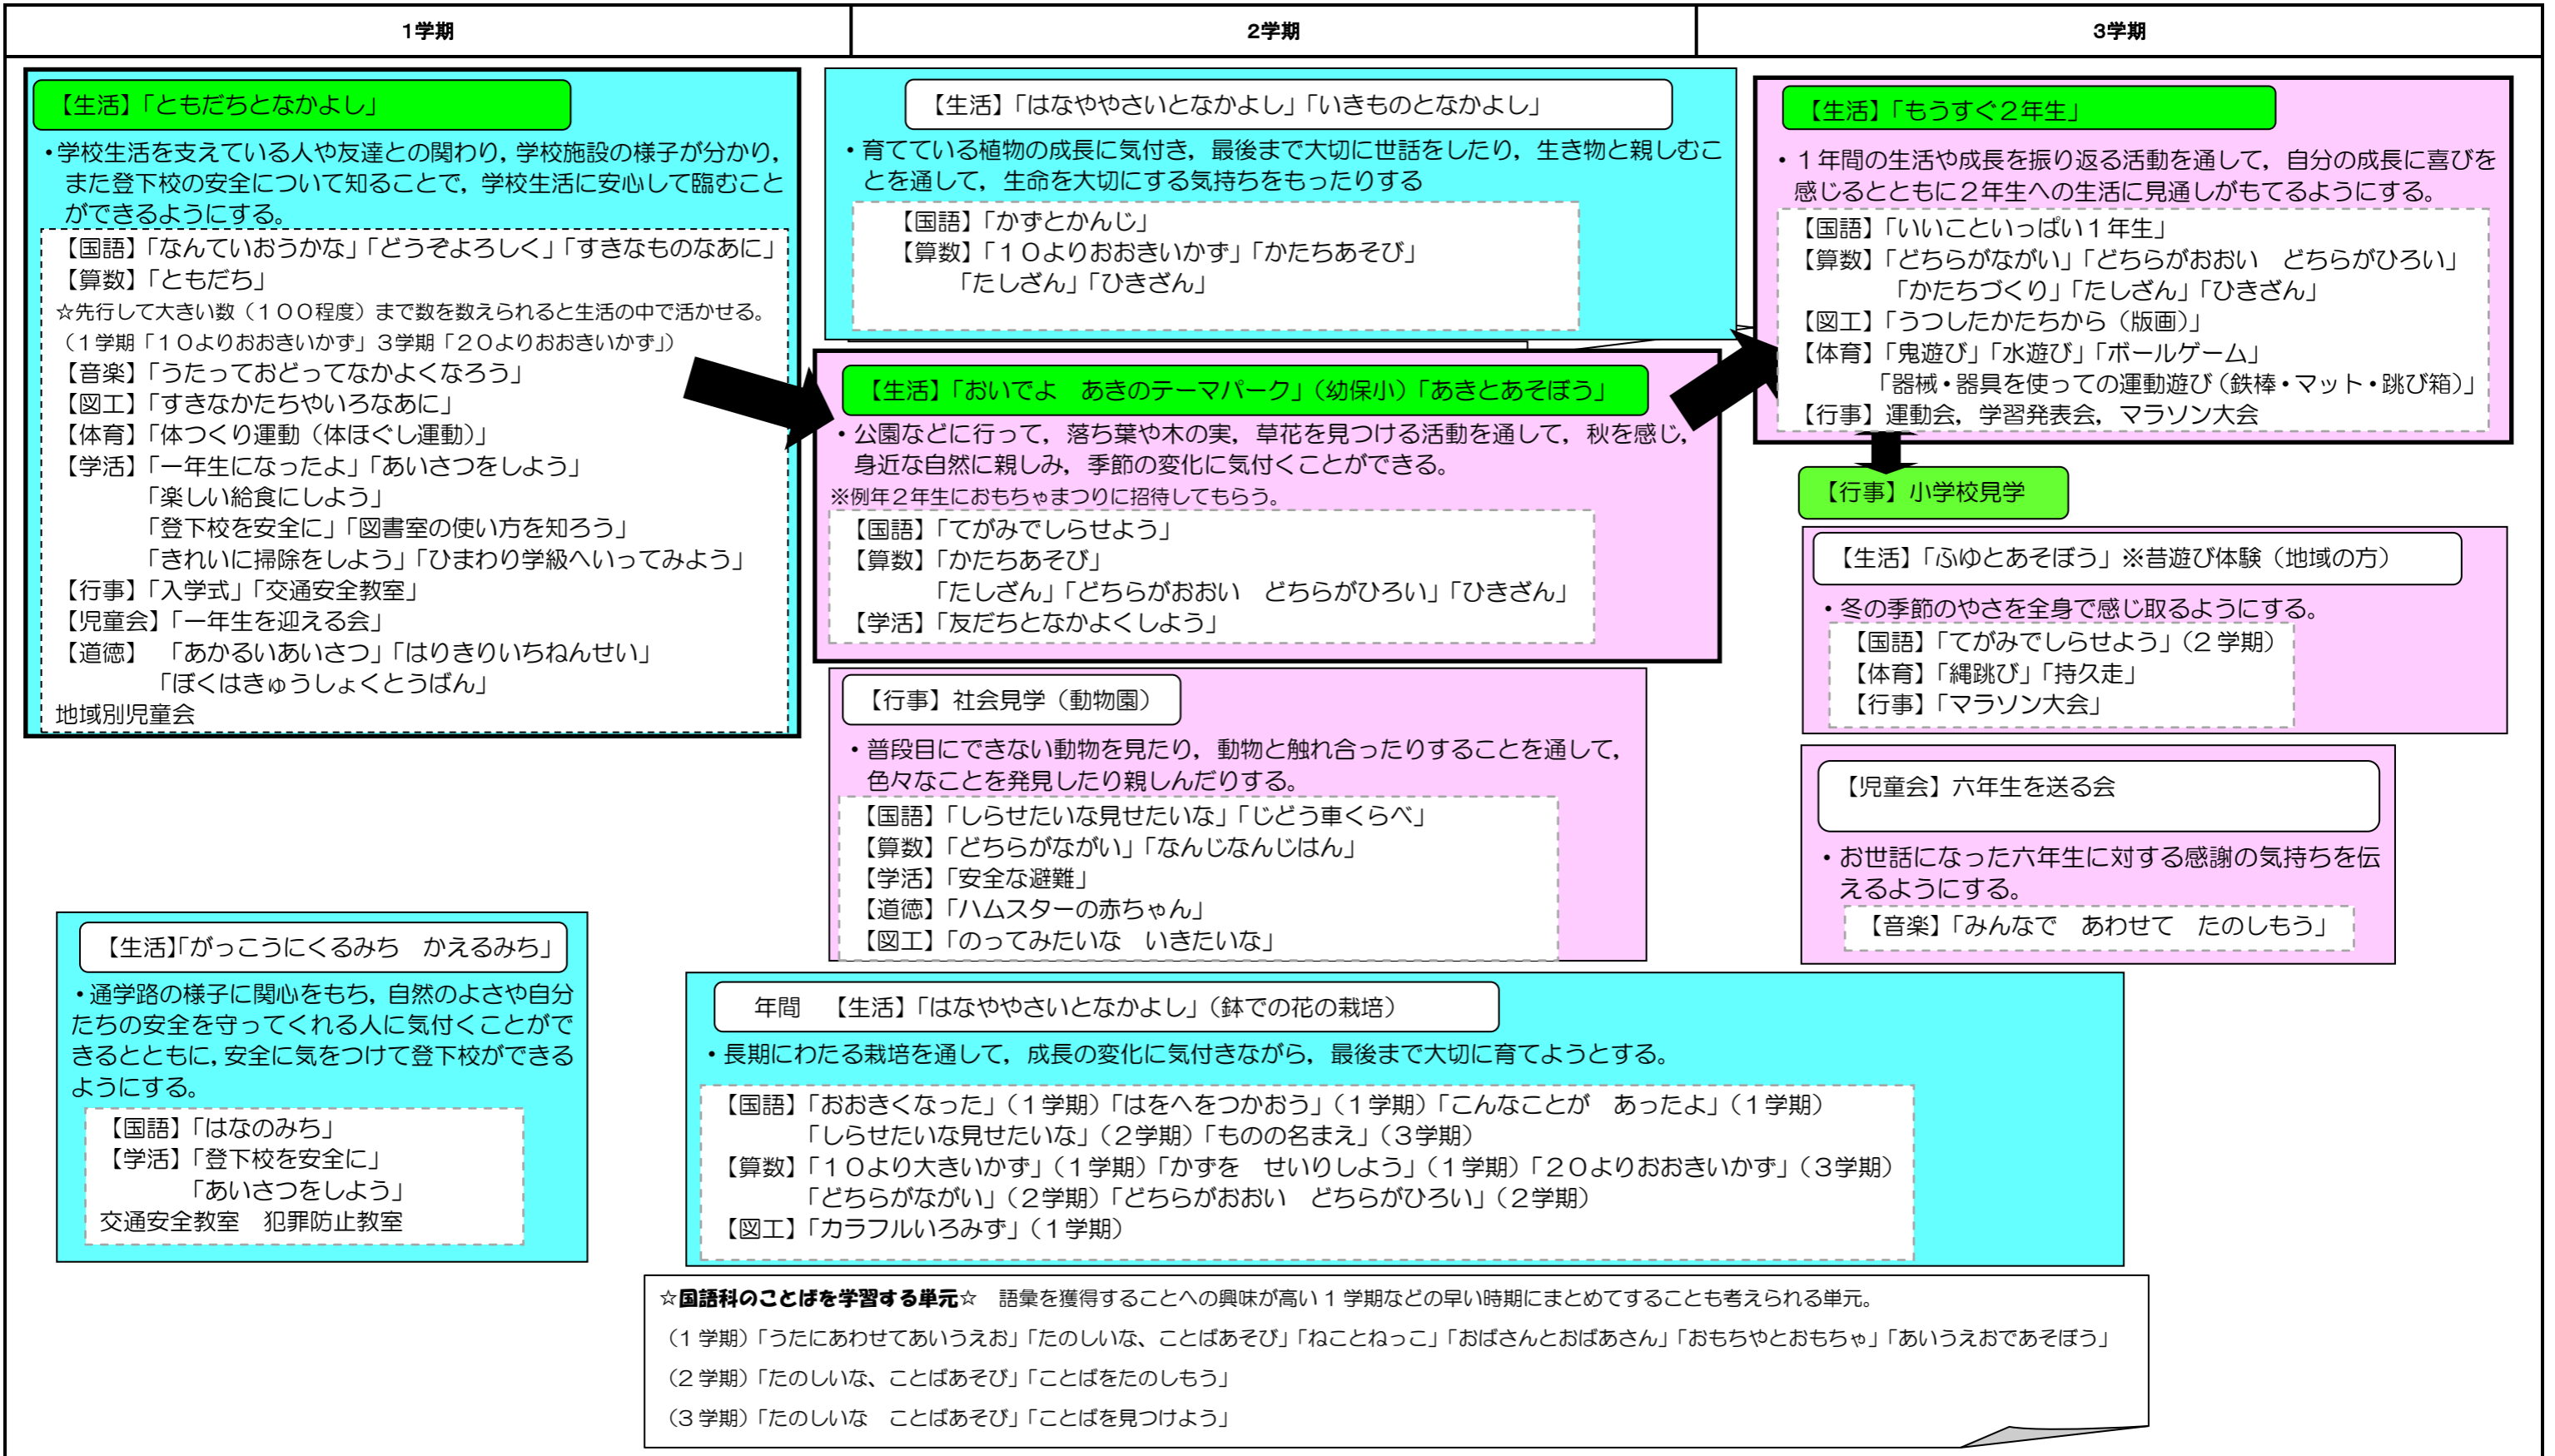 1学期
2学期
3学期
【生活】「ともだちとなかよし」
・学校生活を支えている人や友達との関わり，学校施設の様子が分かり，
また登下校の安全について知ることで，学校生活に安心して臨むこと
ができるようにする。
【国語】「なんていおうかな」「どうぞよろしく」「すきなものなあに」
【算数】「ともだち」
☆先行して大きい数（１００程度）まで数を数えられると生活の中で活かせる。
（１学期「１０よりおおきいかず」３学期「２０よりおおきいかず」）
【音楽】「うたっておどってなかよくなろう」
【図工】「すきなかたちやいろなあに」
【体育】「体つくり運動（体ほぐし運動）」
【学活】「一年生になったよ」「あいさつをしよう」
「楽しい給食にしよう」
「登下校を安全に」「図書室の使い方を知ろう」
「きれいに掃除をしよう」「ひまわり学級へいってみよう」
【行事】「入学式」「交通安全教室」
【児童会】「一年生を迎える会」
【道徳】　「あかるいあいさつ」「はりきりいちねんせい」
「ぼくはきゅうしょくとうばん」
地域別児童会
【生活】「がっこうにくるみち　かえるみち」
・通学路の様子に関心をもち，自然のよさや自分
たちの安全を守ってくれる人に気付くことがで
きるとともに，安全に気をつけて登下校ができる
ようにする。
【国語】「はなのみち」
【学活】「登下校を安全に」
「あいさつをしよう」
交通安全教室　犯罪防止教室
【生活】「はなややさいとなかよし」「いきものとなかよし」
・育てている植物の成長に気付き，最後まで大切に世話をしたり，生き物と親しむこ
とを通して，生命を大切にする気持ちをもったりする
【国語】「かずとかんじ」
【算数】「１０よりおおきいかず」「かたちあそび」
「たしざん」「ひきざん」
【生活】「おいでよ　あきのテーマパーク」（幼保小）「あきとあそぼう」
・公園などに行って，落ち葉や木の実，草花を見つける活動を通して，秋を感じ，
身近な自然に親しみ，季節の変化に気付くことができる。
※例年２年生におもちゃまつりに招待してもらう。
【国語】「てがみでしらせよう」
【算数】「かたちあそび」
「たしざん」「どちらがおおい　どちらがひろい」「ひきざん」
【学活】「友だちとなかよくしよう」
【行事】社会見学（動物園）
・普段目にできない動物を見たり，動物と触れ合ったりすることを通して，
色々なことを発見したり親しんだりする。
【国語】「しらせたいな見せたいな」「じどう車くらべ」
【算数】「どちらがながい」「なんじなんじはん」
【学活】「安全な避難」
【道徳】「ハムスターの赤ちゃん」
【図工】「のってみたいな　いきたいな」
【生活】「もうすぐ２年生」
・１年間の生活や成長を振り返る活動を通して，自分の成長に喜びを
感じるとともに２年生への生活に見通しがもてるようにする。
【国語】「いいこといっぱい１年生」
【算数】「どちらがながい」「どちらがおおい　どちらがひろい」
「かたちづくり」「たしざん」「ひきざん」
【図工】「うつしたかたちから（版画）」
【体育】「鬼遊び」「水遊び」「ボールゲーム」
「器械・器具を使っての運動遊び（鉄棒・マット・跳び箱）」
【行事】運動会，学習発表会，マラソン大会
【行事】小学校見学
【生活】「ふゆとあそぼう」※昔遊び体験（地域の方）
・冬の季節のやさを全身で感じ取るようにする。
【国語】「てがみでしらせよう」（２学期）
【体育】「縄跳び」「持久走」
【行事】「マラソン大会」
【児童会】六年生を送る会
・お世話になった六年生に対する感謝の気持ちを伝
えるようにする。
【音楽】「みんなで　あわせて　たのしもう」
年間　【生活】「はなややさいとなかよし」（鉢での花の栽培）
・長期にわたる栽培を通して，成長の変化に気付きながら，最後まで大切に育てようとする。
【国語】「おおきくなった」（１学期）「はをへをつかおう」（１学期）「こんなことが　あったよ」（１学期）
「しらせたいな見せたいな」（２学期）「ものの名まえ」（３学期）
【算数】「１０より大きいかず」（１学期）「かずを　せいりしよう」（１学期）「２０よりおおきいかず」（３学期）
「どちらがながい」（２学期）「どちらがおおい　どちらがひろい」（２学期）
【図工】「カラフルいろみず」（１学期）
☆国語科のことばを学習する単元☆　語彙を獲得することへの興味が高い１学期などの早い時期にまとめてすることも考えられる単元。
（１学期）「うたにあわせてあいうえお」「たのしいな、ことばあそび」「ねことねっこ」「おばさんとおばあさん」「おもちやとおもちゃ」「あいうえおであそぼう」
（２学期）「たのしいな、ことばあそび」「ことばをたのしもう」
（３学期）「たのしいな　ことばあそび」「ことばを見つけよう」